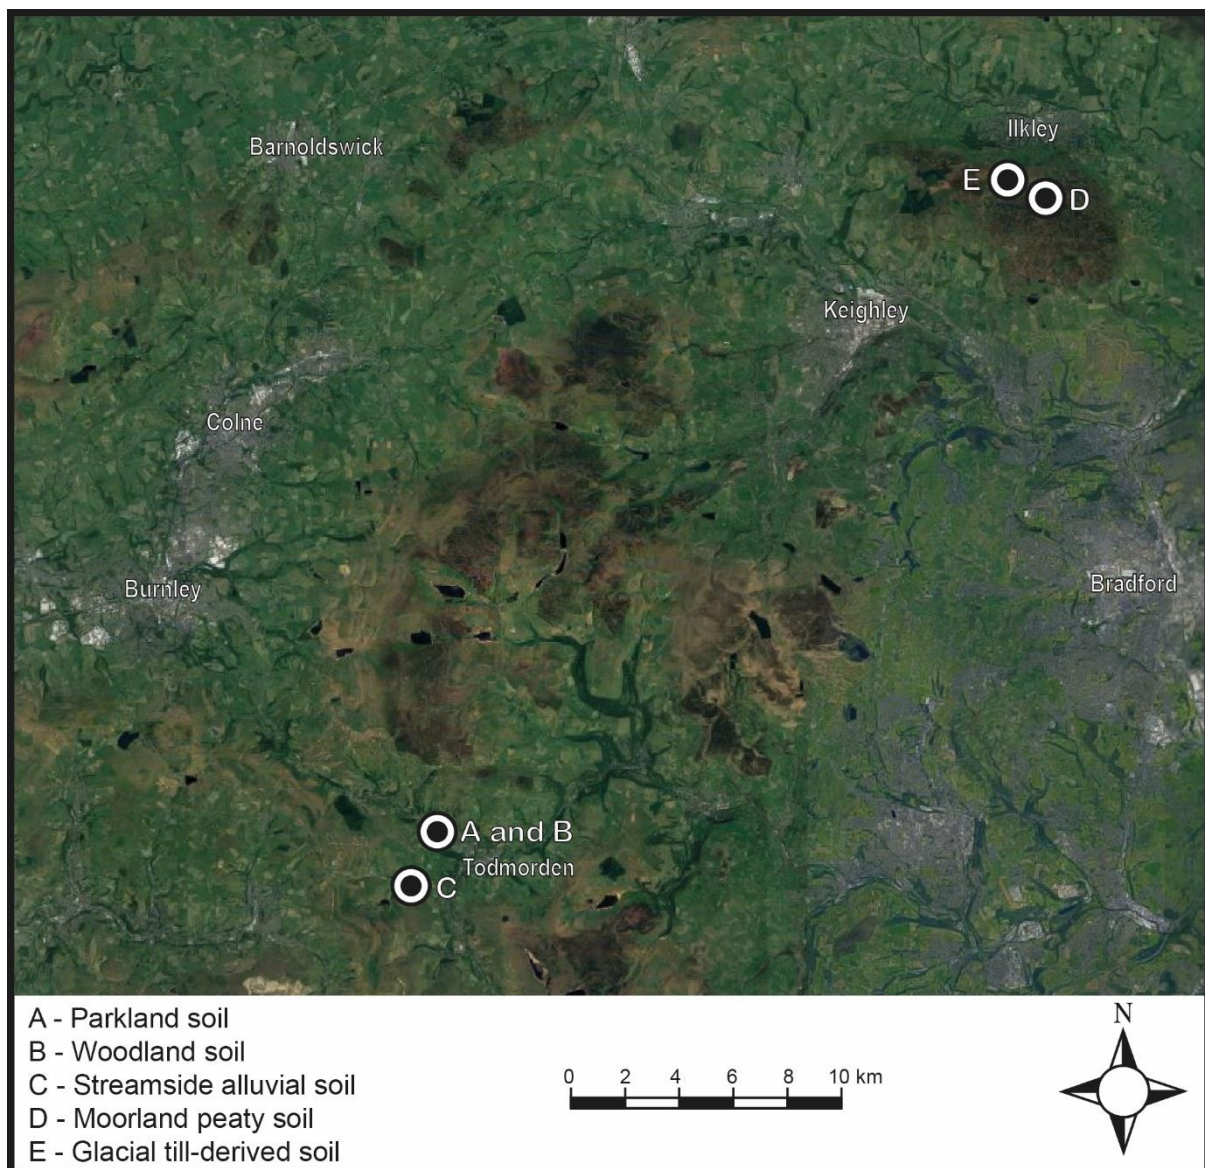 Ilkley
Barnoldswick
E
D
Keighley
Colne
Burnley
Bradford
A and B
Todmorden
C
A - Parkland soil
B - Woodland soil
C - Streamside alluvial soil
D - Moorland peaty soil
E - Glacial till-derived soil
0 2 4 6 8 10 km
N